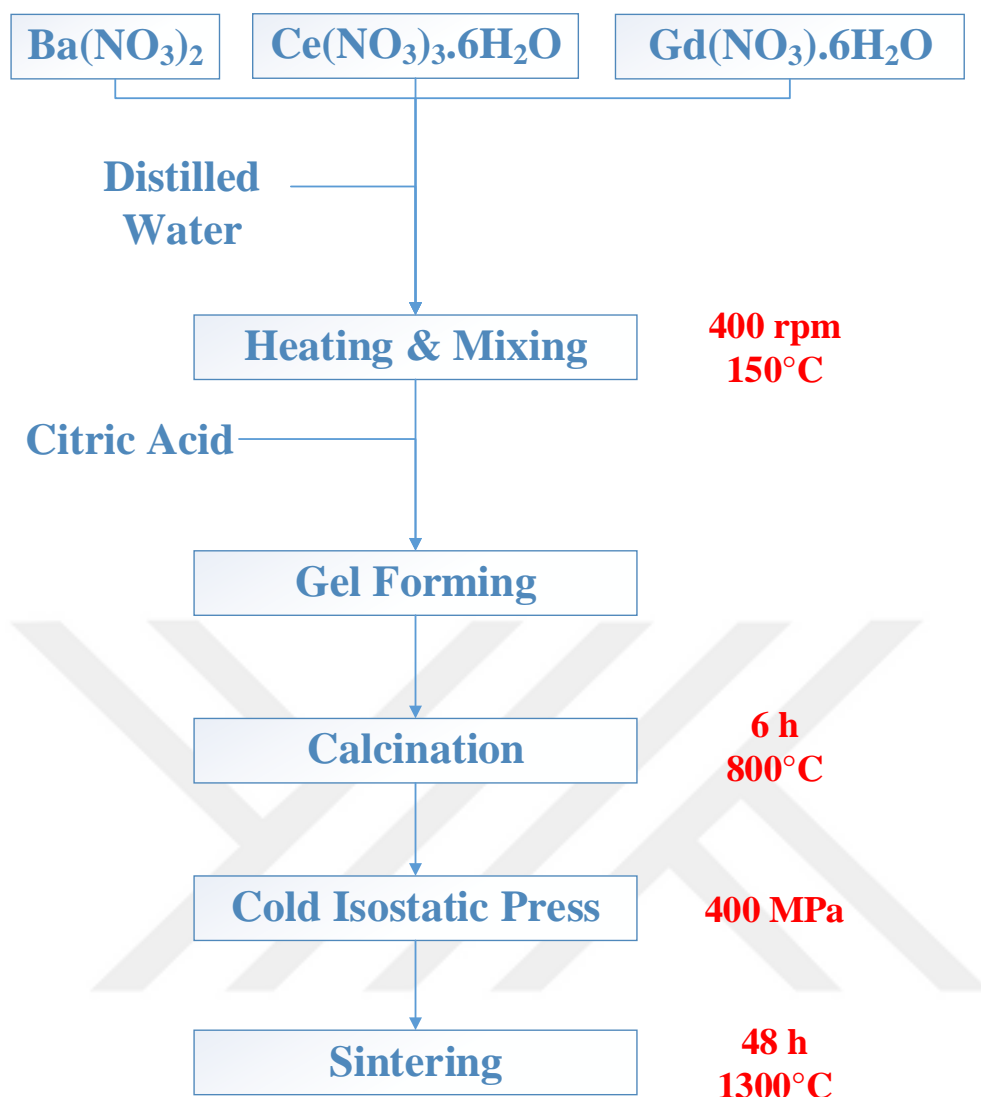 Ba(NO₃)₂
Ce(NO₃)₃.6H₂O
Gd(NO₃).6H₂O
Distilled
Water
Heating & Mixing
400 rpm
150°C
Citric Acid
Gel Forming
Calcination
6 h
800°C
Cold Isostatic Press
400 MPa
Sintering
48 h
1300°C